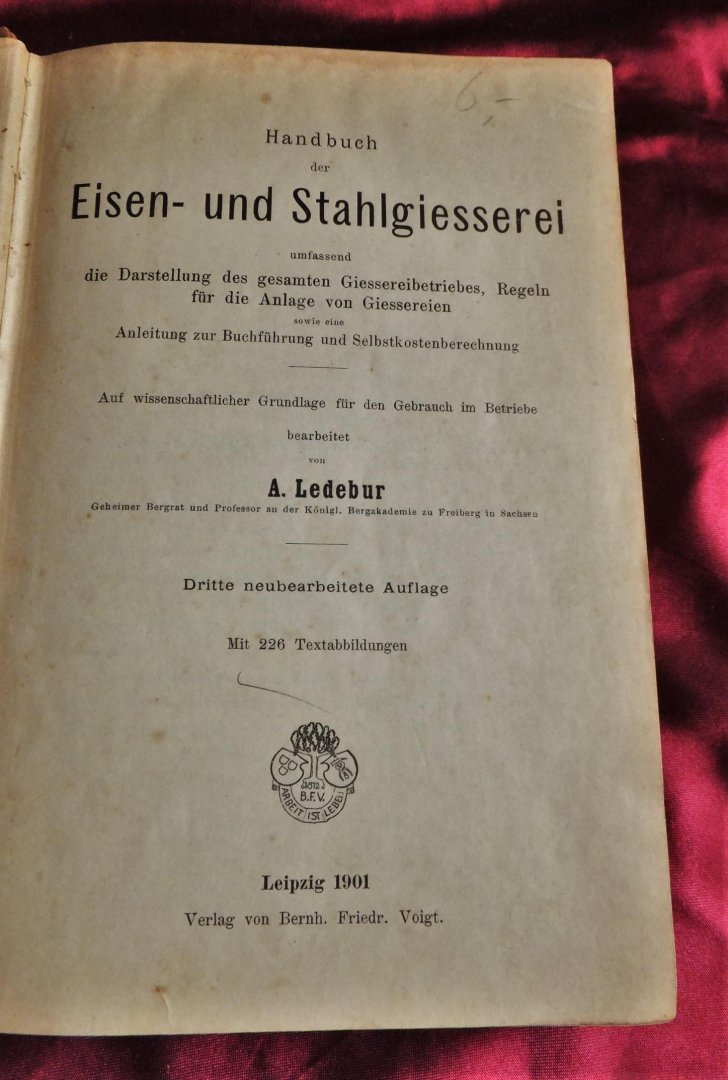 6,-
Handbuch
der
Eisen- und Stahlgiesserei
umfassend
die Darstellung des gesamten Giessereibetriebes, Regeln
für die Anlage von Giessereien
sowie eine
Anleitung zur Buchführung und Selbstkostenberechnung
Auf wissenschaftlicher Grundlage für den Gebrauch im Betriebe
bearbeitet
von
A. Ledebur
Geheimer Bergrat und Professor an der Königl. Bergakademie zu Freiberg in Sachsen
Dritte neubearbeitete Auflage
Mit 226 Textabbildungen
1812
B.F.V.
ARBEIT IST LEBEN
Leipzig 1901
Verlag von Bernh. Friedr. Voigt.